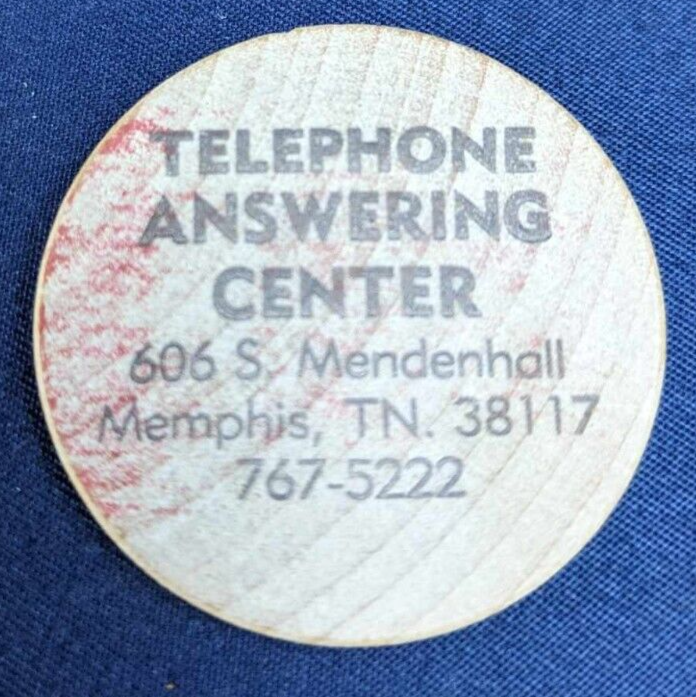 TELEPHONE
ANSWERING
CENTER
606 S. Mendenhall
Memphis, TN. 38117
767-5222